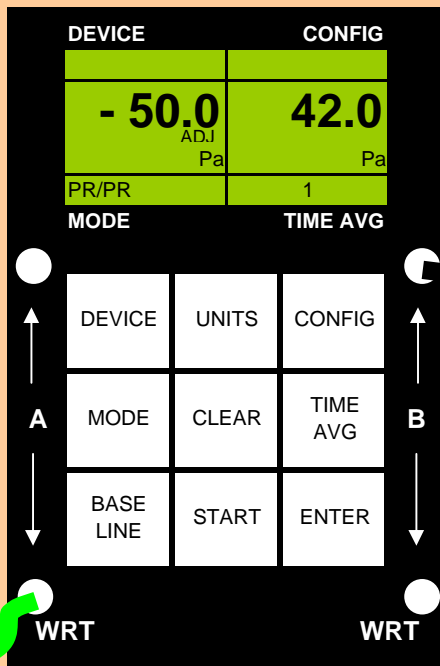 DEVICE CONFIG
- 50.0 42.0
ADJ
Pa Pa
PR/PR 1
MODE TIME AVG
DEVICE UNITS CONFIG
A MODE CLEAR TIME AVG B
BASE LINE START ENTER
WRT WRT